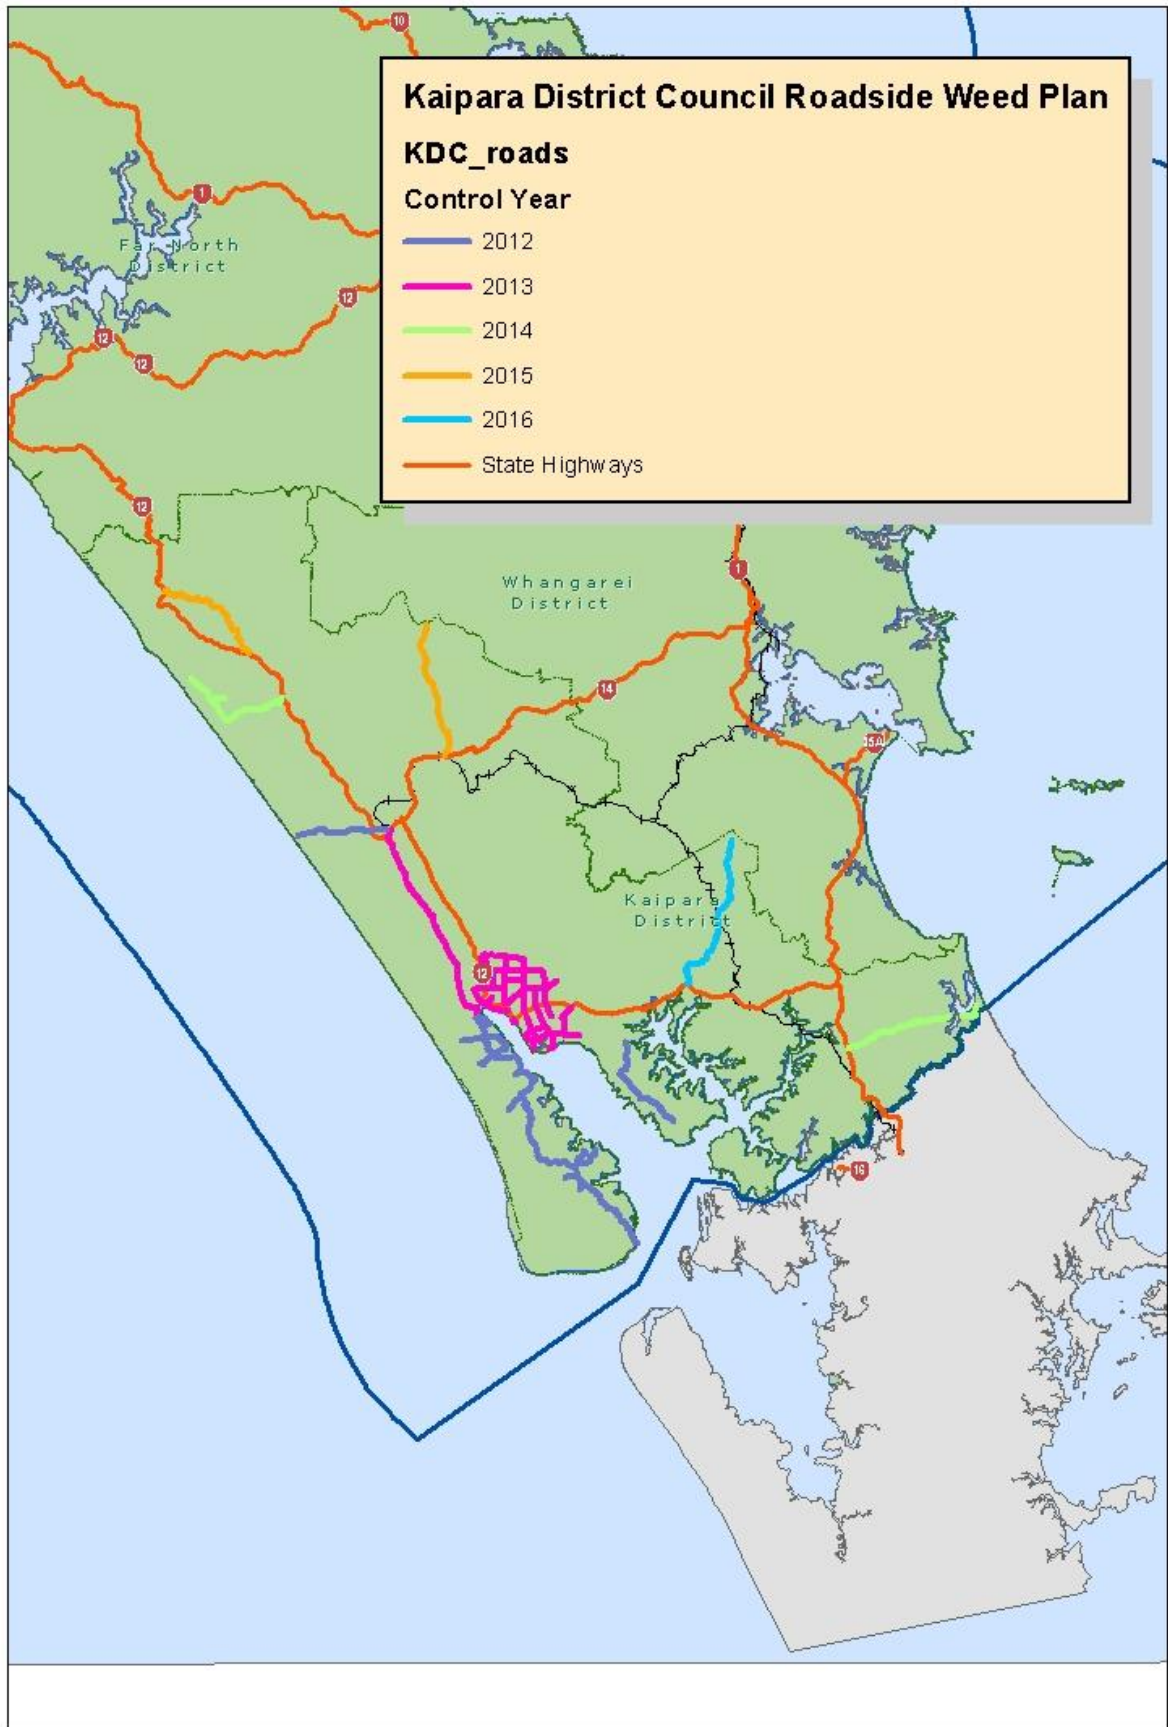 10
Kaipara District Council Roadside Weed Plan
KDC_roads
Control Year
2012
2013
2014
2015
2016
State Highways
1
Far North
District
12
12
12
12
1
Whangarei
District
14
15A
Kaipara
District
12
16